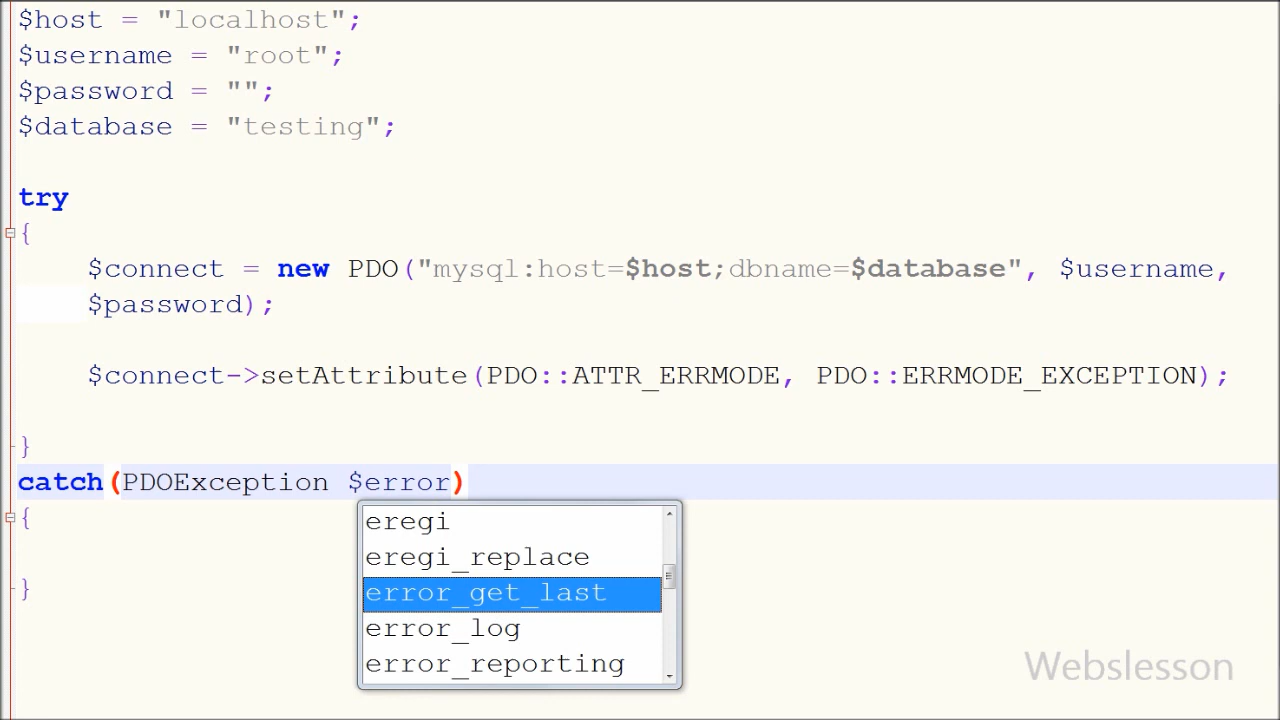 $host = "localhost";
$username = "root";
$password = "";
$database = "testing";
try
{
$connect = new PDO("mysql:host=$host;dbname=$database", $username,
$password);
$connect->setAttribute(PDO::ATTR_ERRMODE, PDO::ERRMODE_EXCEPTION);
}
catch(PDOException $error)
{
eregi
eregi_replace
error_get_last
}
error_log
error_reporting
Webslesson